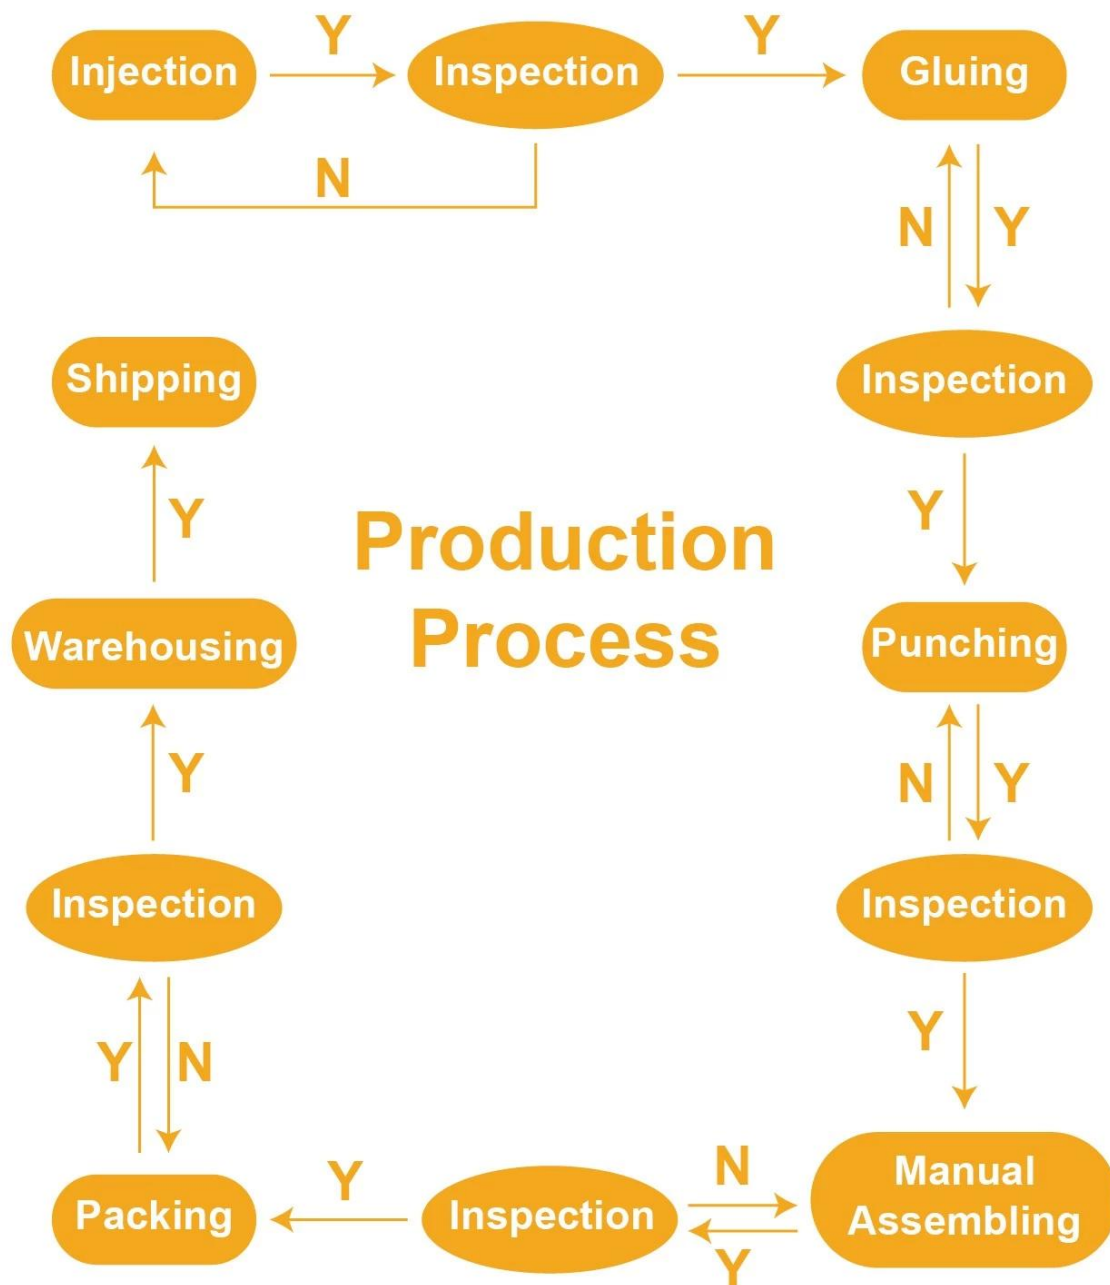 Injection
Y
Inspection
Y
Gluing
N
N
Y
Inspection
Y
Punching
N
Y
Inspection
Y
Manual
Assembling
N
Y
Inspection
Y
Packing
Y
N
Inspection
Y
Warehousing
Y
Shipping
Production
Process